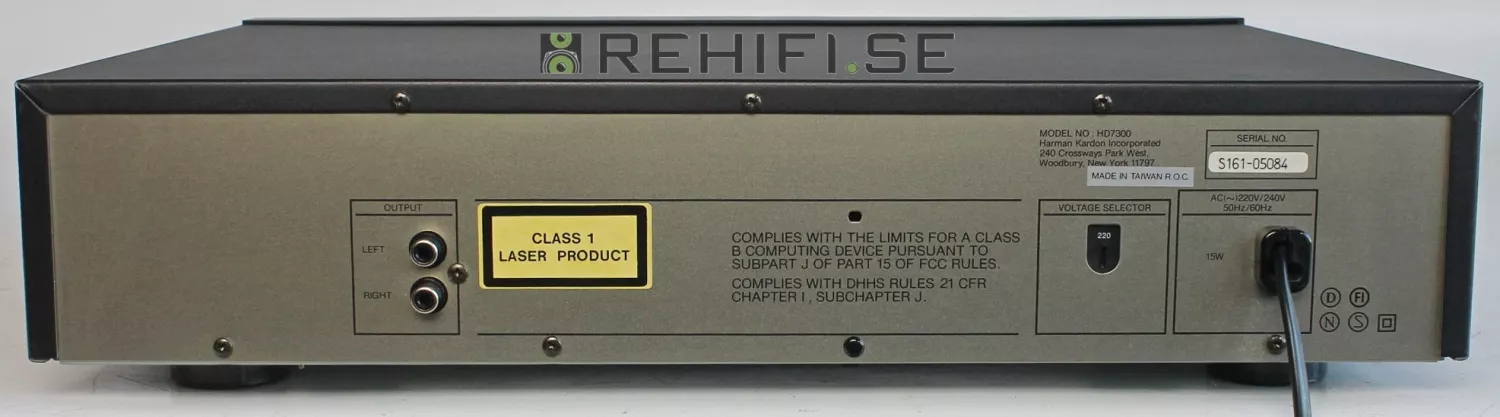 REHIFI.SE
MODEL NO : HD7300
Harman Kardon Incorporated
240 Crossways Park West,
Woodbury, New York 11797
MADE IN TAIWAN R.O.C.
SERIAL NO.
S161-05084
OUTPUT
LEFT
RIGHT
CLASS 1
LASER PRODUCT
COMPLIES WITH THE LIMITS FOR A CLASS
B COMPUTING DEVICE PURSUANT TO
SUBPART J OF PART 15 OF FCC RULES.
COMPLIES WITH DHHS RULES 21 CFR
CHAPTER I , SUBCHAPTER J.
VOLTAGE SELECTOR
220
AC(~)220V/240V
50Hz/60Hz
15W
D FI
N S